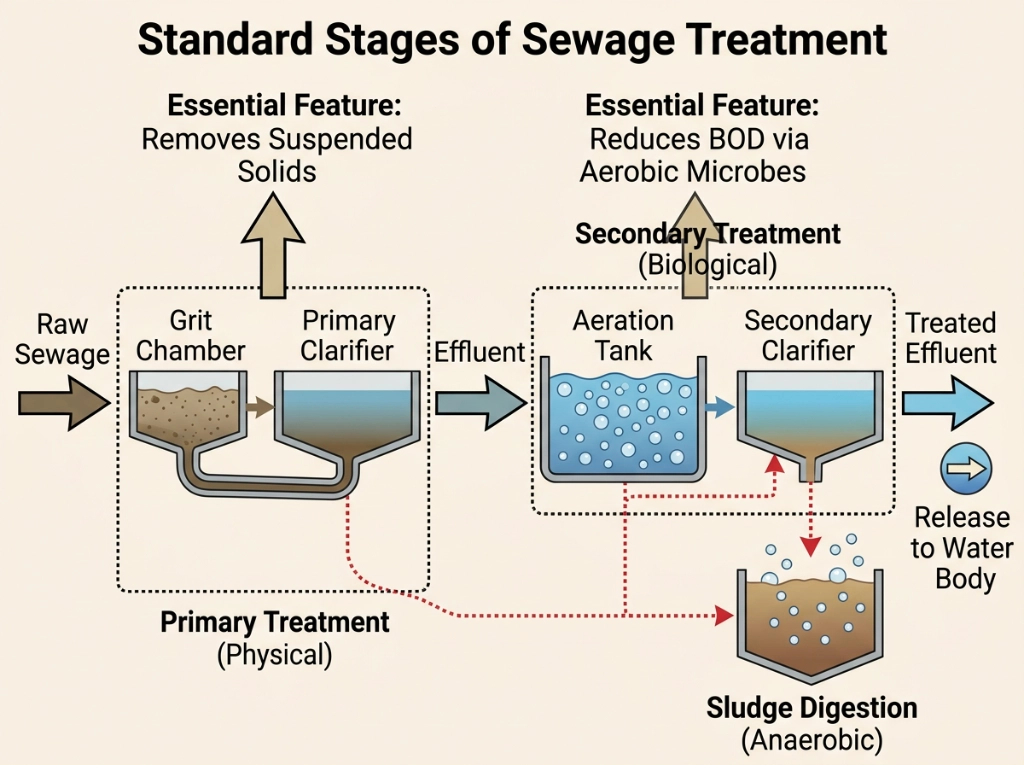 Standard Stages of Sewage Treatment
Essential Feature:
Removes Suspended
Solids
Essential Feature:
Reduces BOD via
Aerobic Microbes
Secondary Treatment
(Biological)
Raw
Sewage
Grit
Chamber
Primary
Clarifier
Effluent
Aeration
Tank
Secondary
Clarifier
Treated
Effluent
Release
to Water
Body
Primary Treatment
(Physical)
Sludge Digestion
(Anaerobic)